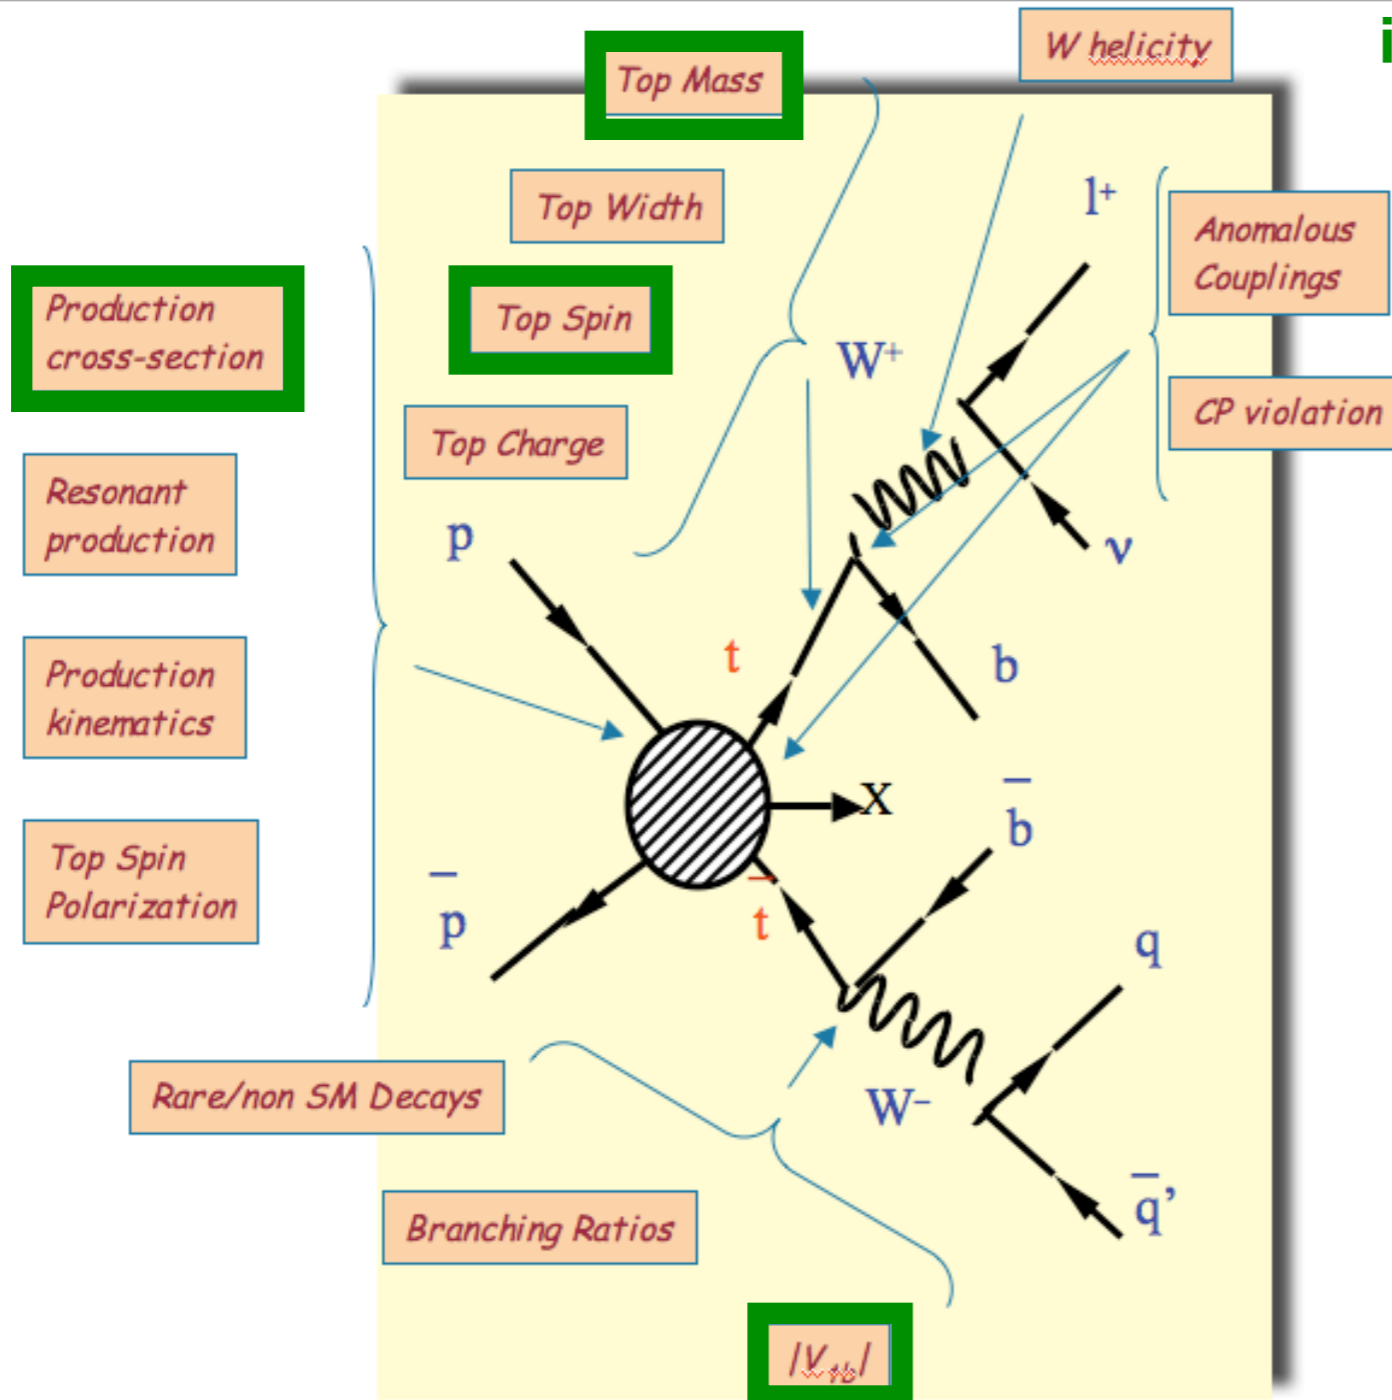 Top Mass
W helicity
i
Top Width
l+
Anomalous
Couplings
Production
cross-section
Top Spin
W+
CP violation
Top Charge
Resonant
production
p
ν
t
b
Production
kinematics
X
b̄
Top Spin
Polarization
p̄
t̄
q
Rare/non SM Decays
W−
q̄’
Branching Ratios
|Vtb|